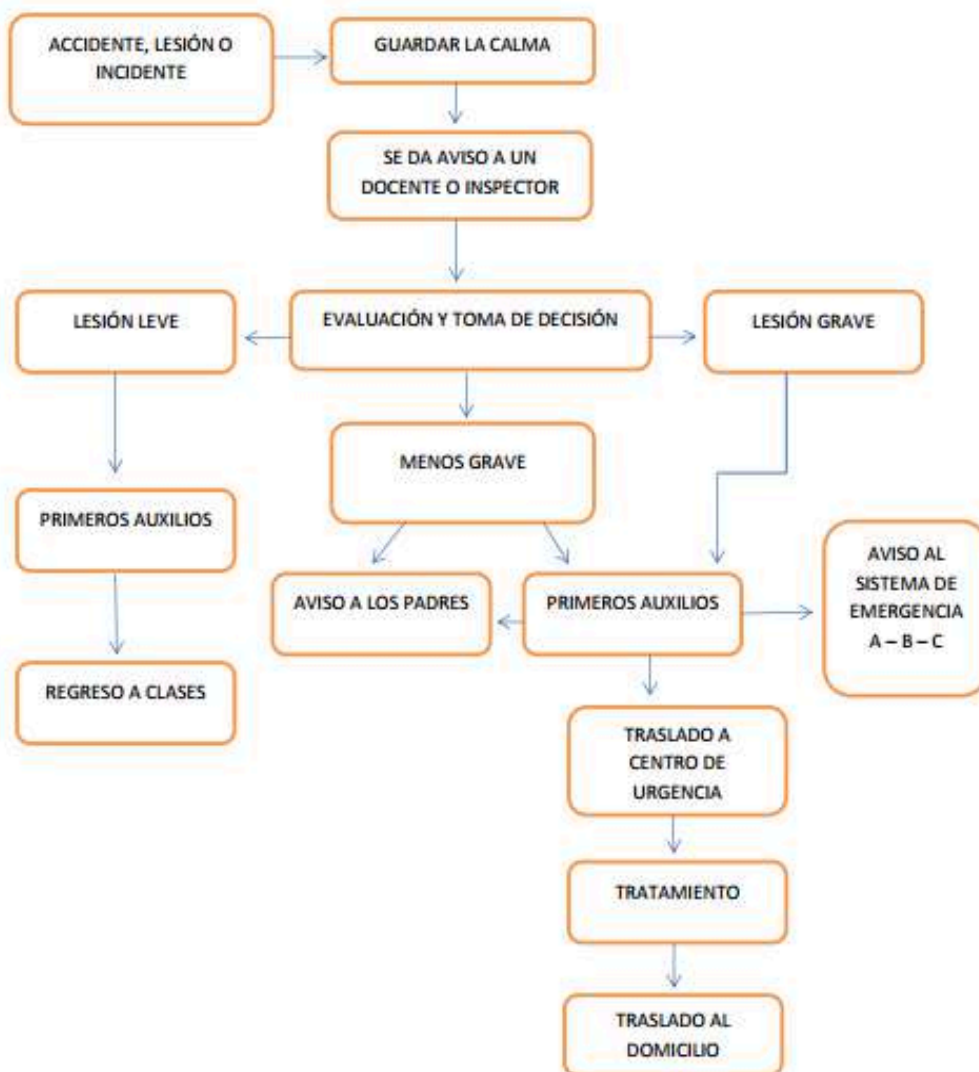 ACCIDENTE, LESIÓN O
INCIDENTE
GUARDAR LA CALMA
SE DA AVISO A UN
DOCENTE O INSPECTOR
LESIÓN LEVE
EVALUACIÓN Y TOMA DE DECISIÓN
LESIÓN GRAVE
MENOS GRAVE
PRIMEROS AUXILIOS
AVISO A LOS PADRES
PRIMEROS AUXILIOS
AVISO AL
SISTEMA DE
EMERGENCIA
A – B – C
REGRESO A CLASES
TRASLADO A
CENTRO DE
URGENCIA
TRATAMIENTO
TRASLADO AL
DOMICILIO